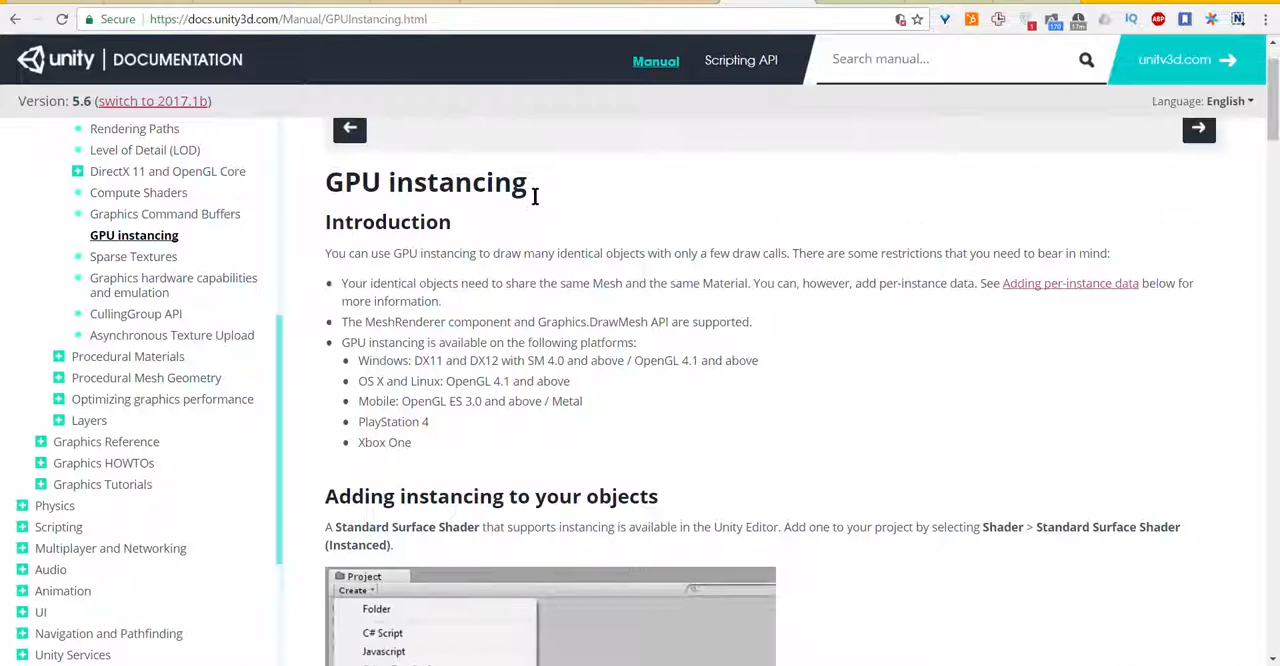 Secure https://docs.unity3d.com/Manual/GPUInstancing.html
1 170 17m IQ ABP N
unity DOCUMENTATION
Manual Scripting API
Search manual...
unity3d.com
Version: 5.6 (switch to 2017.1b)
Language: English
Rendering Paths
Level of Detail (LOD)
DirectX 11 and OpenGL Core
Compute Shaders
Graphics Command Buffers
GPU instancing
Sparse Textures
Graphics hardware capabilities
and emulation
CullingGroup API
Asynchronous Texture Upload
Procedural Materials
Procedural Mesh Geometry
Optimizing graphics performance
Layers
Graphics Reference
Graphics HOWTOs
Graphics Tutorials
Physics
Scripting
Multiplayer and Networking
Audio
Animation
UI
Navigation and Pathfinding
Unity Services
GPU instancing
Introduction
You can use GPU instancing to draw many identical objects with only a few draw calls. There are some restrictions that you need to bear in mind:
Your identical objects need to share the same Mesh and the same Material. You can, however, add per-instance data. See Adding per-instance data below for
more information.
The MeshRenderer component and Graphics.DrawMesh API are supported.
GPU instancing is available on the following platforms:
Windows: DX11 and DX12 with SM 4.0 and above / OpenGL 4.1 and above
OS X and Linux: OpenGL 4.1 and above
Mobile: OpenGL ES 3.0 and above / Metal
PlayStation 4
Xbox One
Adding instancing to your objects
A Standard Surface Shader that supports instancing is available in the Unity Editor. Add one to your project by selecting Shader > Standard Surface Shader
(Instanced).
Project
Create
Folder
C# Script
Javascript